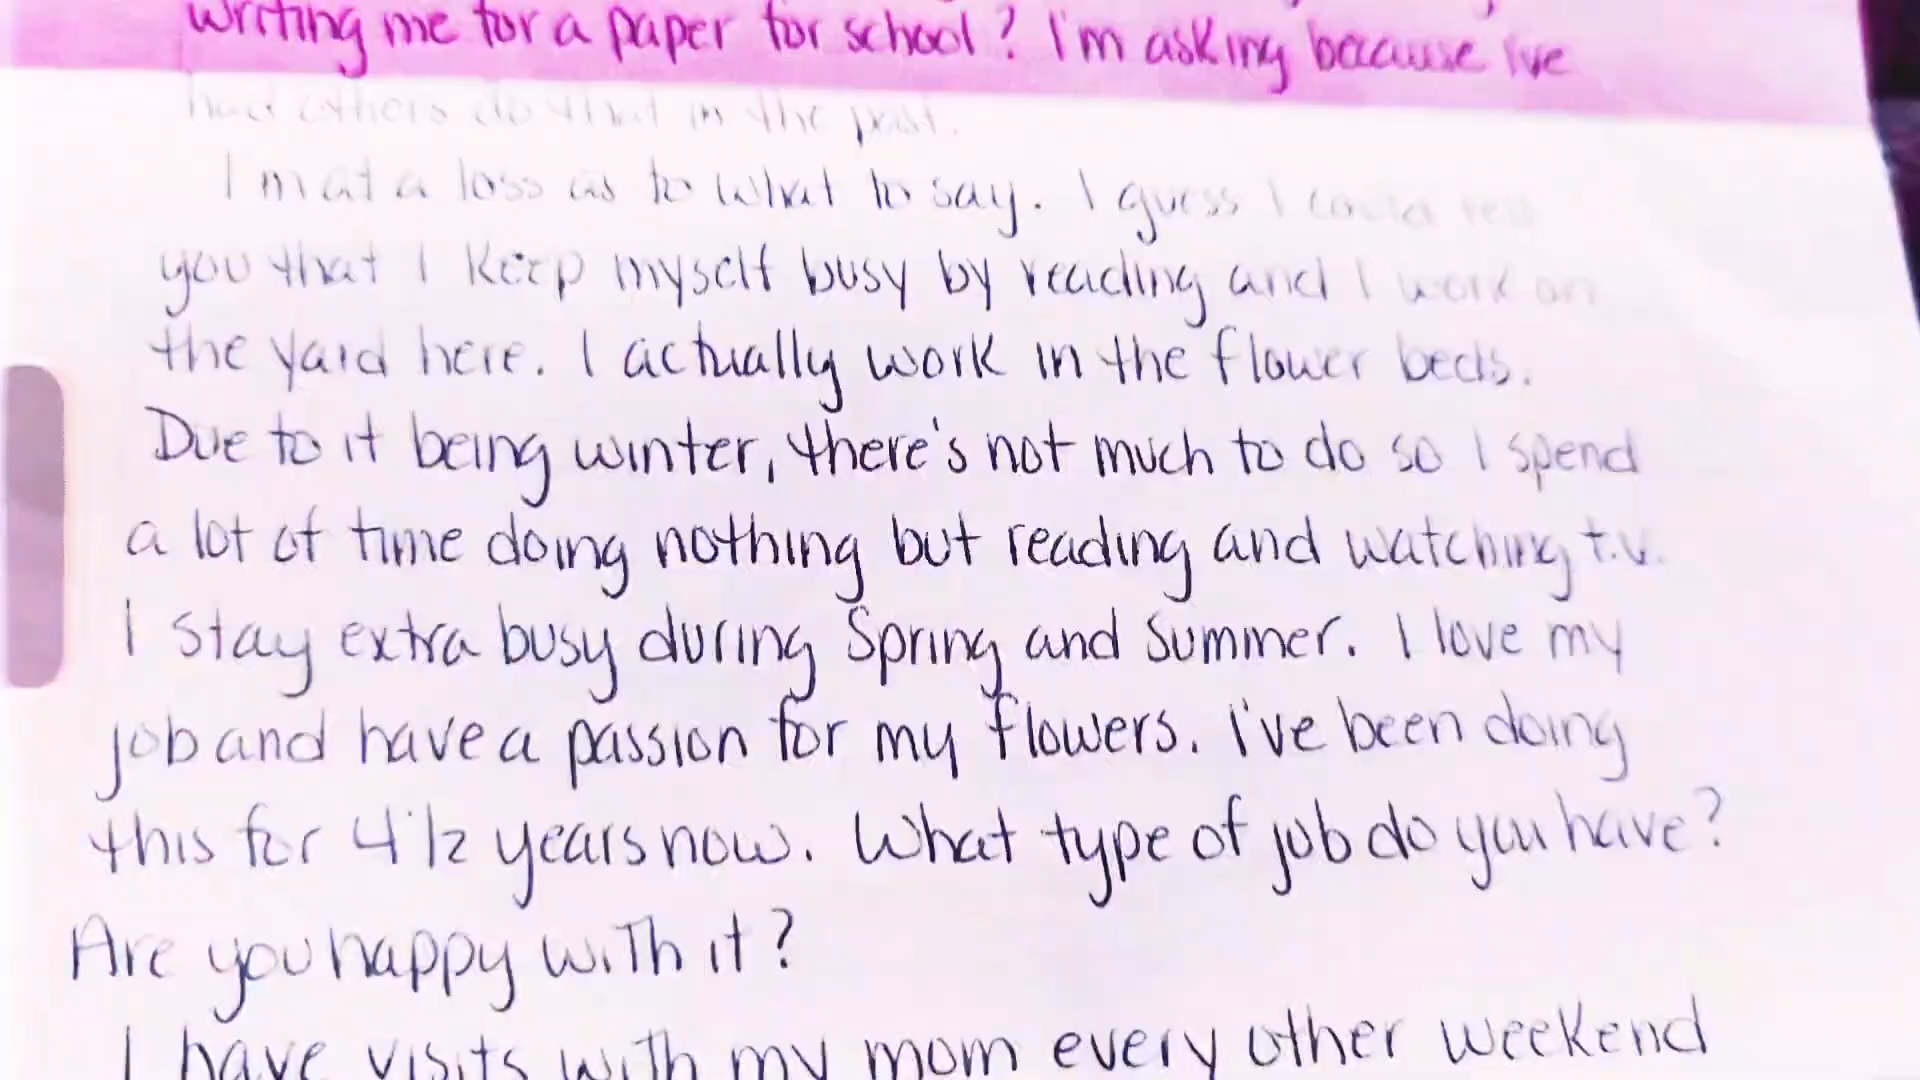 writing me for a paper for school? I'm asking because ive
had others do that in the past.
I'm at a loss as to what to say. I guess I could tell
you that I keep myself busy by reading and I work on
the yard here. I actually work in the flower beds.
Due to it being winter, there's not much to do so I spend
a lot of time doing nothing but reading and watching t.v.
I stay extra busy during Spring and Summer. I love my
job and have a passion for my flowers. I've been doing
this for 4 1/2 years now. What type of job do you have?
Are you happy with it?
I have visits with my mom every other weekend